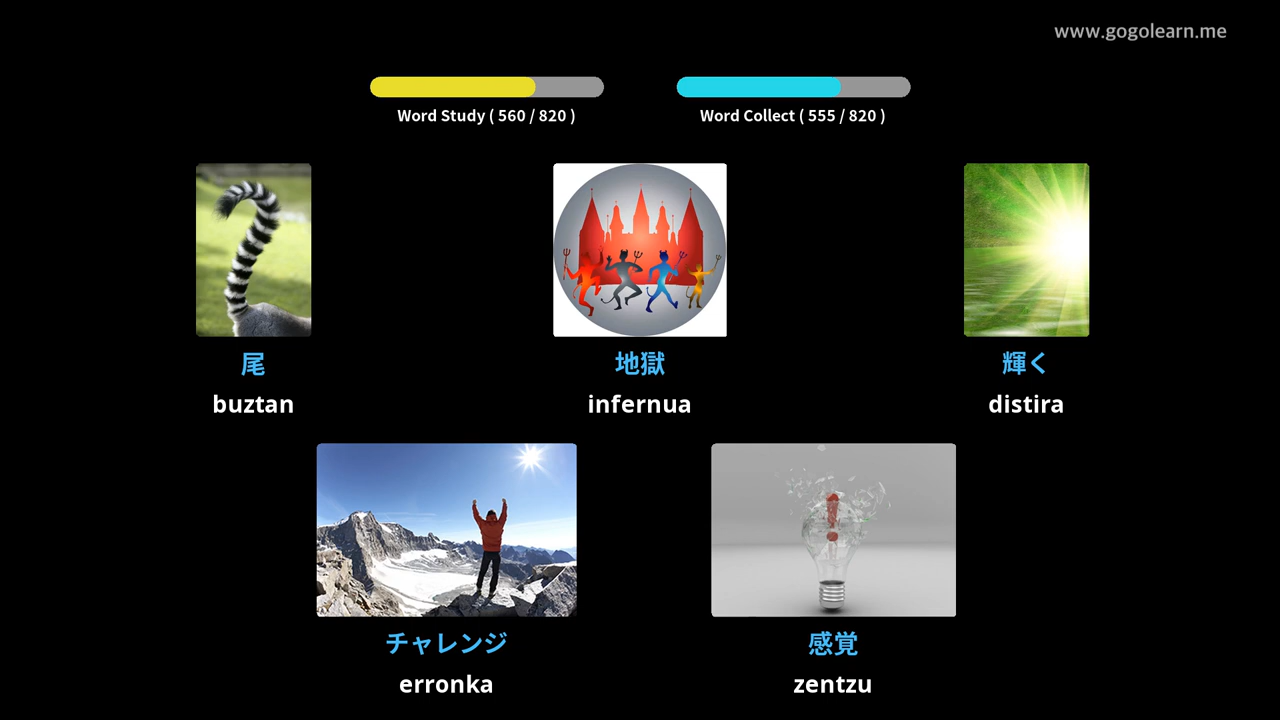 www.gogolearn.me
Word Study ( 560 / 820 )
Word Collect ( 555 / 820 )
尾
buztan
地獄
infernua
輝く
distira
チャレンジ
erronka
感覚
zentzu